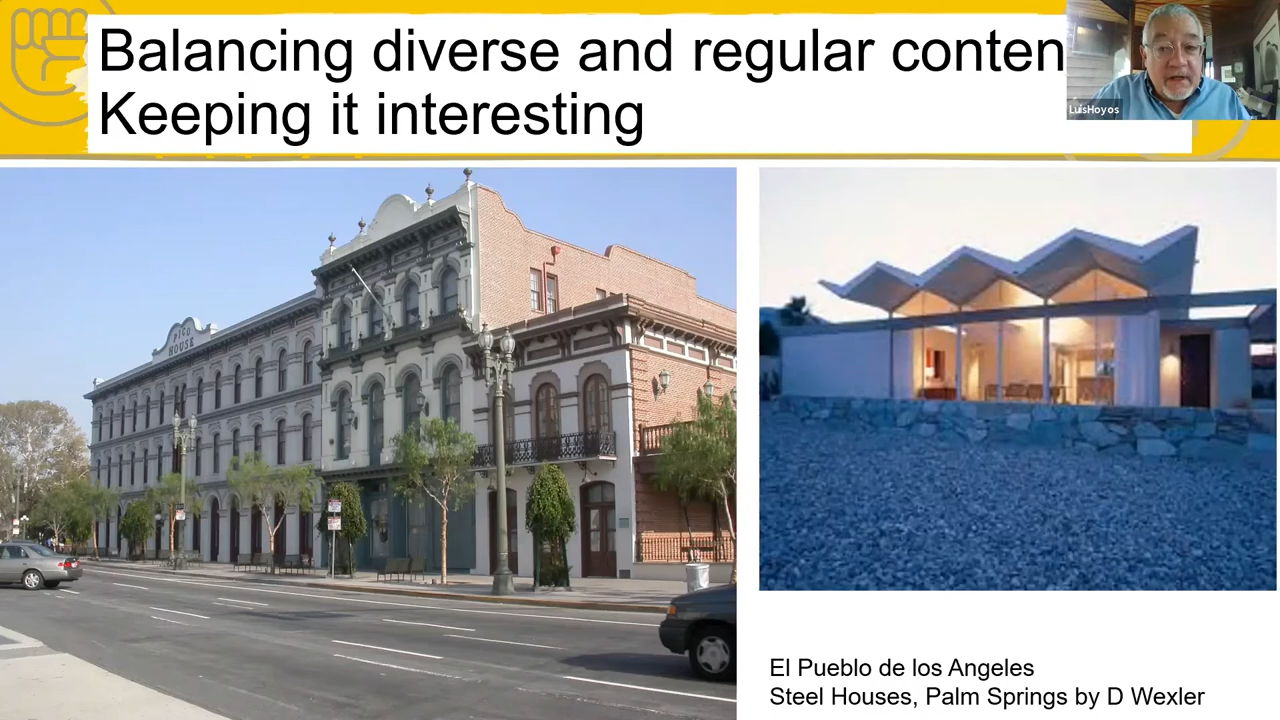 Balancing diverse and regular conten
Keeping it interesting
LuisHoyos
PICO
HOUSE
El Pueblo de los Angeles
Steel Houses, Palm Springs by D Wexler